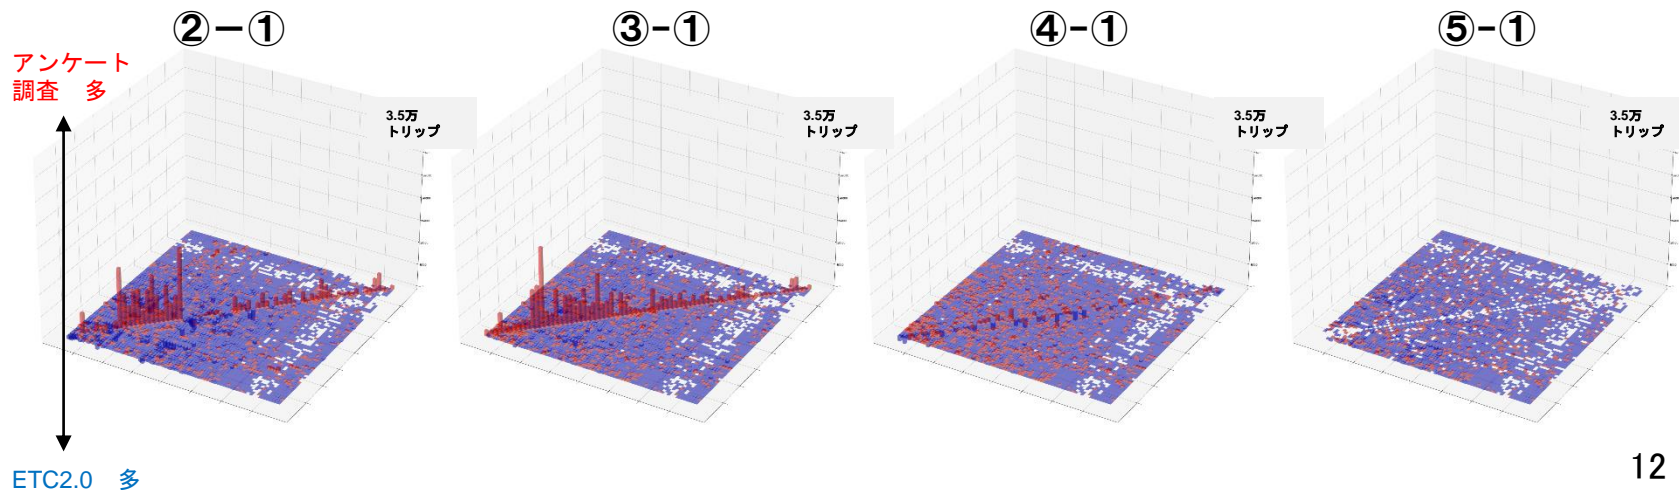 ②－①
③-①
④-①
⑤-①
アンケート
調査　多
3.5万
トリップ
3.5万
トリップ
3.5万
トリップ
3.5万
トリップ
ETC2.0　多
12